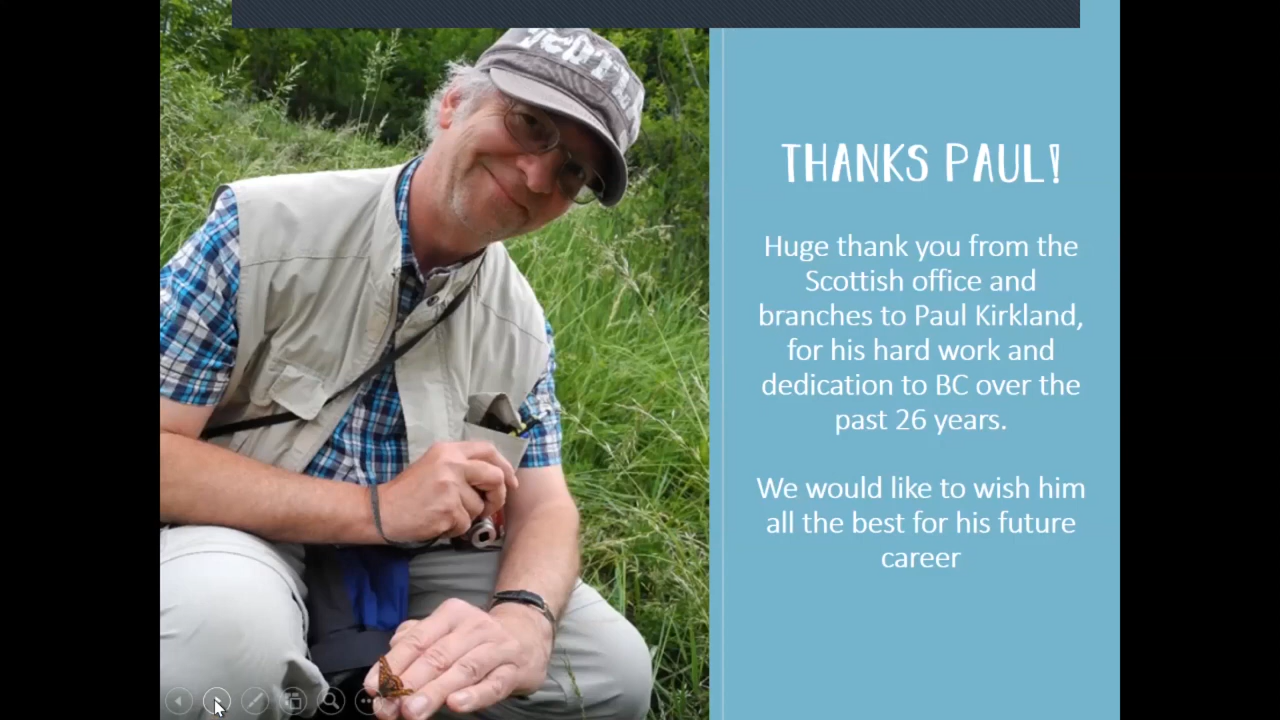 THANKS PAUL!
Huge thank you from the
Scottish office and
branches to Paul Kirkland,
for his hard work and
dedication to BC over the
past 26 years.
We would like to wish him
all the best for his future
career